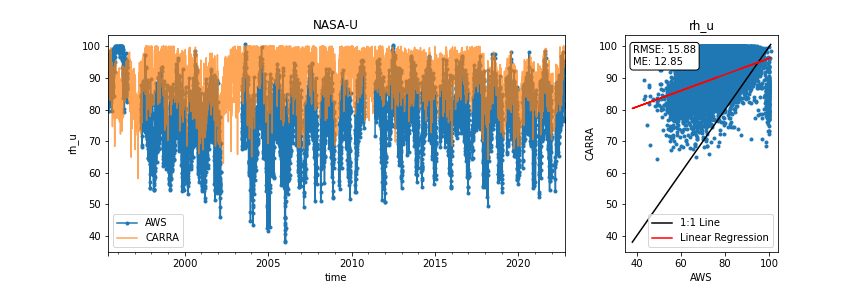 NASA-U
rh_u
100
90
80
70
60
50
40
2000
2005
2010
2015
2020
time
AWS
CARRA
rh_u
CARRA
100
90
80
70
60
50
40
40
60
80
100
AWS
RMSE: 15.88
ME: 12.85
1:1 Line
Linear Regression